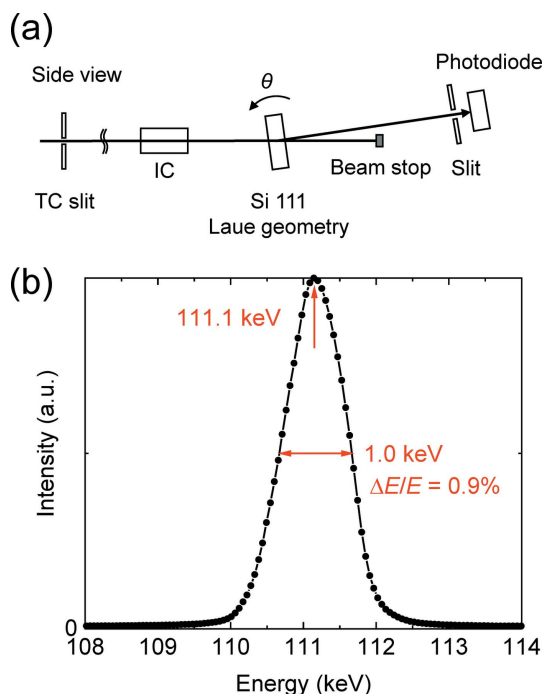 (a)
Side view
θ
Photodiode
IC
Beam stop
Slit
TC slit
Si 111
Laue geometry
(b)
111.1 keV
1.0 keV
ΔE/E = 0.9%
Intensity (a.u.)
0
108 109 110 111 112 113 114
Energy (keV)